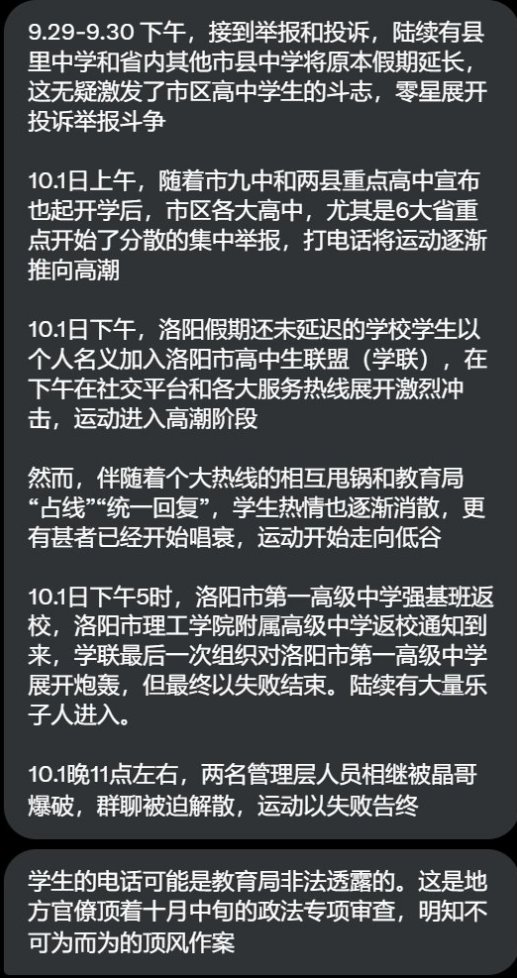 9.29-9.30 下午，接到举报和投诉，陆续有县
里中学和省内其他市县中学将原本假期延长，
这无疑激发了市区高中学生的斗志，零星展开
投诉举报斗争
10.1日上午，随着市九中和两县重点高中宣布
也起开学后，市区各大高中，尤其是6大省重
点开始了分散的集中举报，打电话将运动逐渐
推向高潮
10.1日下午，洛阳假期还未延迟的学校学生以
个人名义加入洛阳市高中生联盟（学联），在
下午在社交平台和各大服务热线展开激烈冲
击，运动进入高潮阶段
然而，伴随着个大热线的相互甩锅和教育局
“占线”“统一回复”，学生热情也逐渐消散，更
有甚者已经开始唱衰，运动开始走向低谷
10.1日下午5时，洛阳市第一高级中学强基班返
校，洛阳市理工学院附属高级中学返校通知到
来，学联最后一次组织对洛阳市第一高级中学
展开炮轰，但最终以失败结束。陆续有大量乐
子人进入。
10.1晚11点左右，两名管理层人员相继被晶哥
爆破，群聊被迫解散，运动以失败告终
学生的电话可能是教育局非法透露的。这是地
方官僚顶着十月中旬的政法专项审查，明知不
可为而为的顶风作案